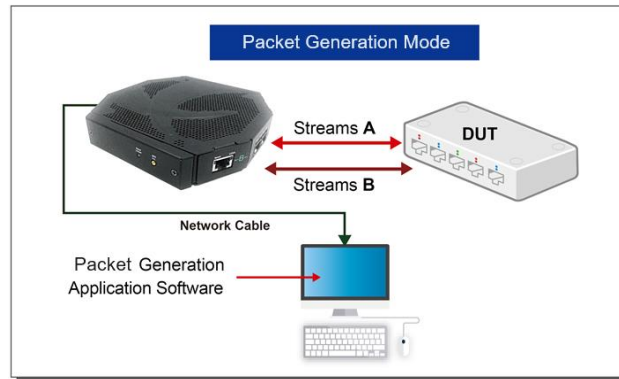 Packet Generation Mode
Streams A
DUT
Streams B
Network Cable
Packet Generation
Application Software